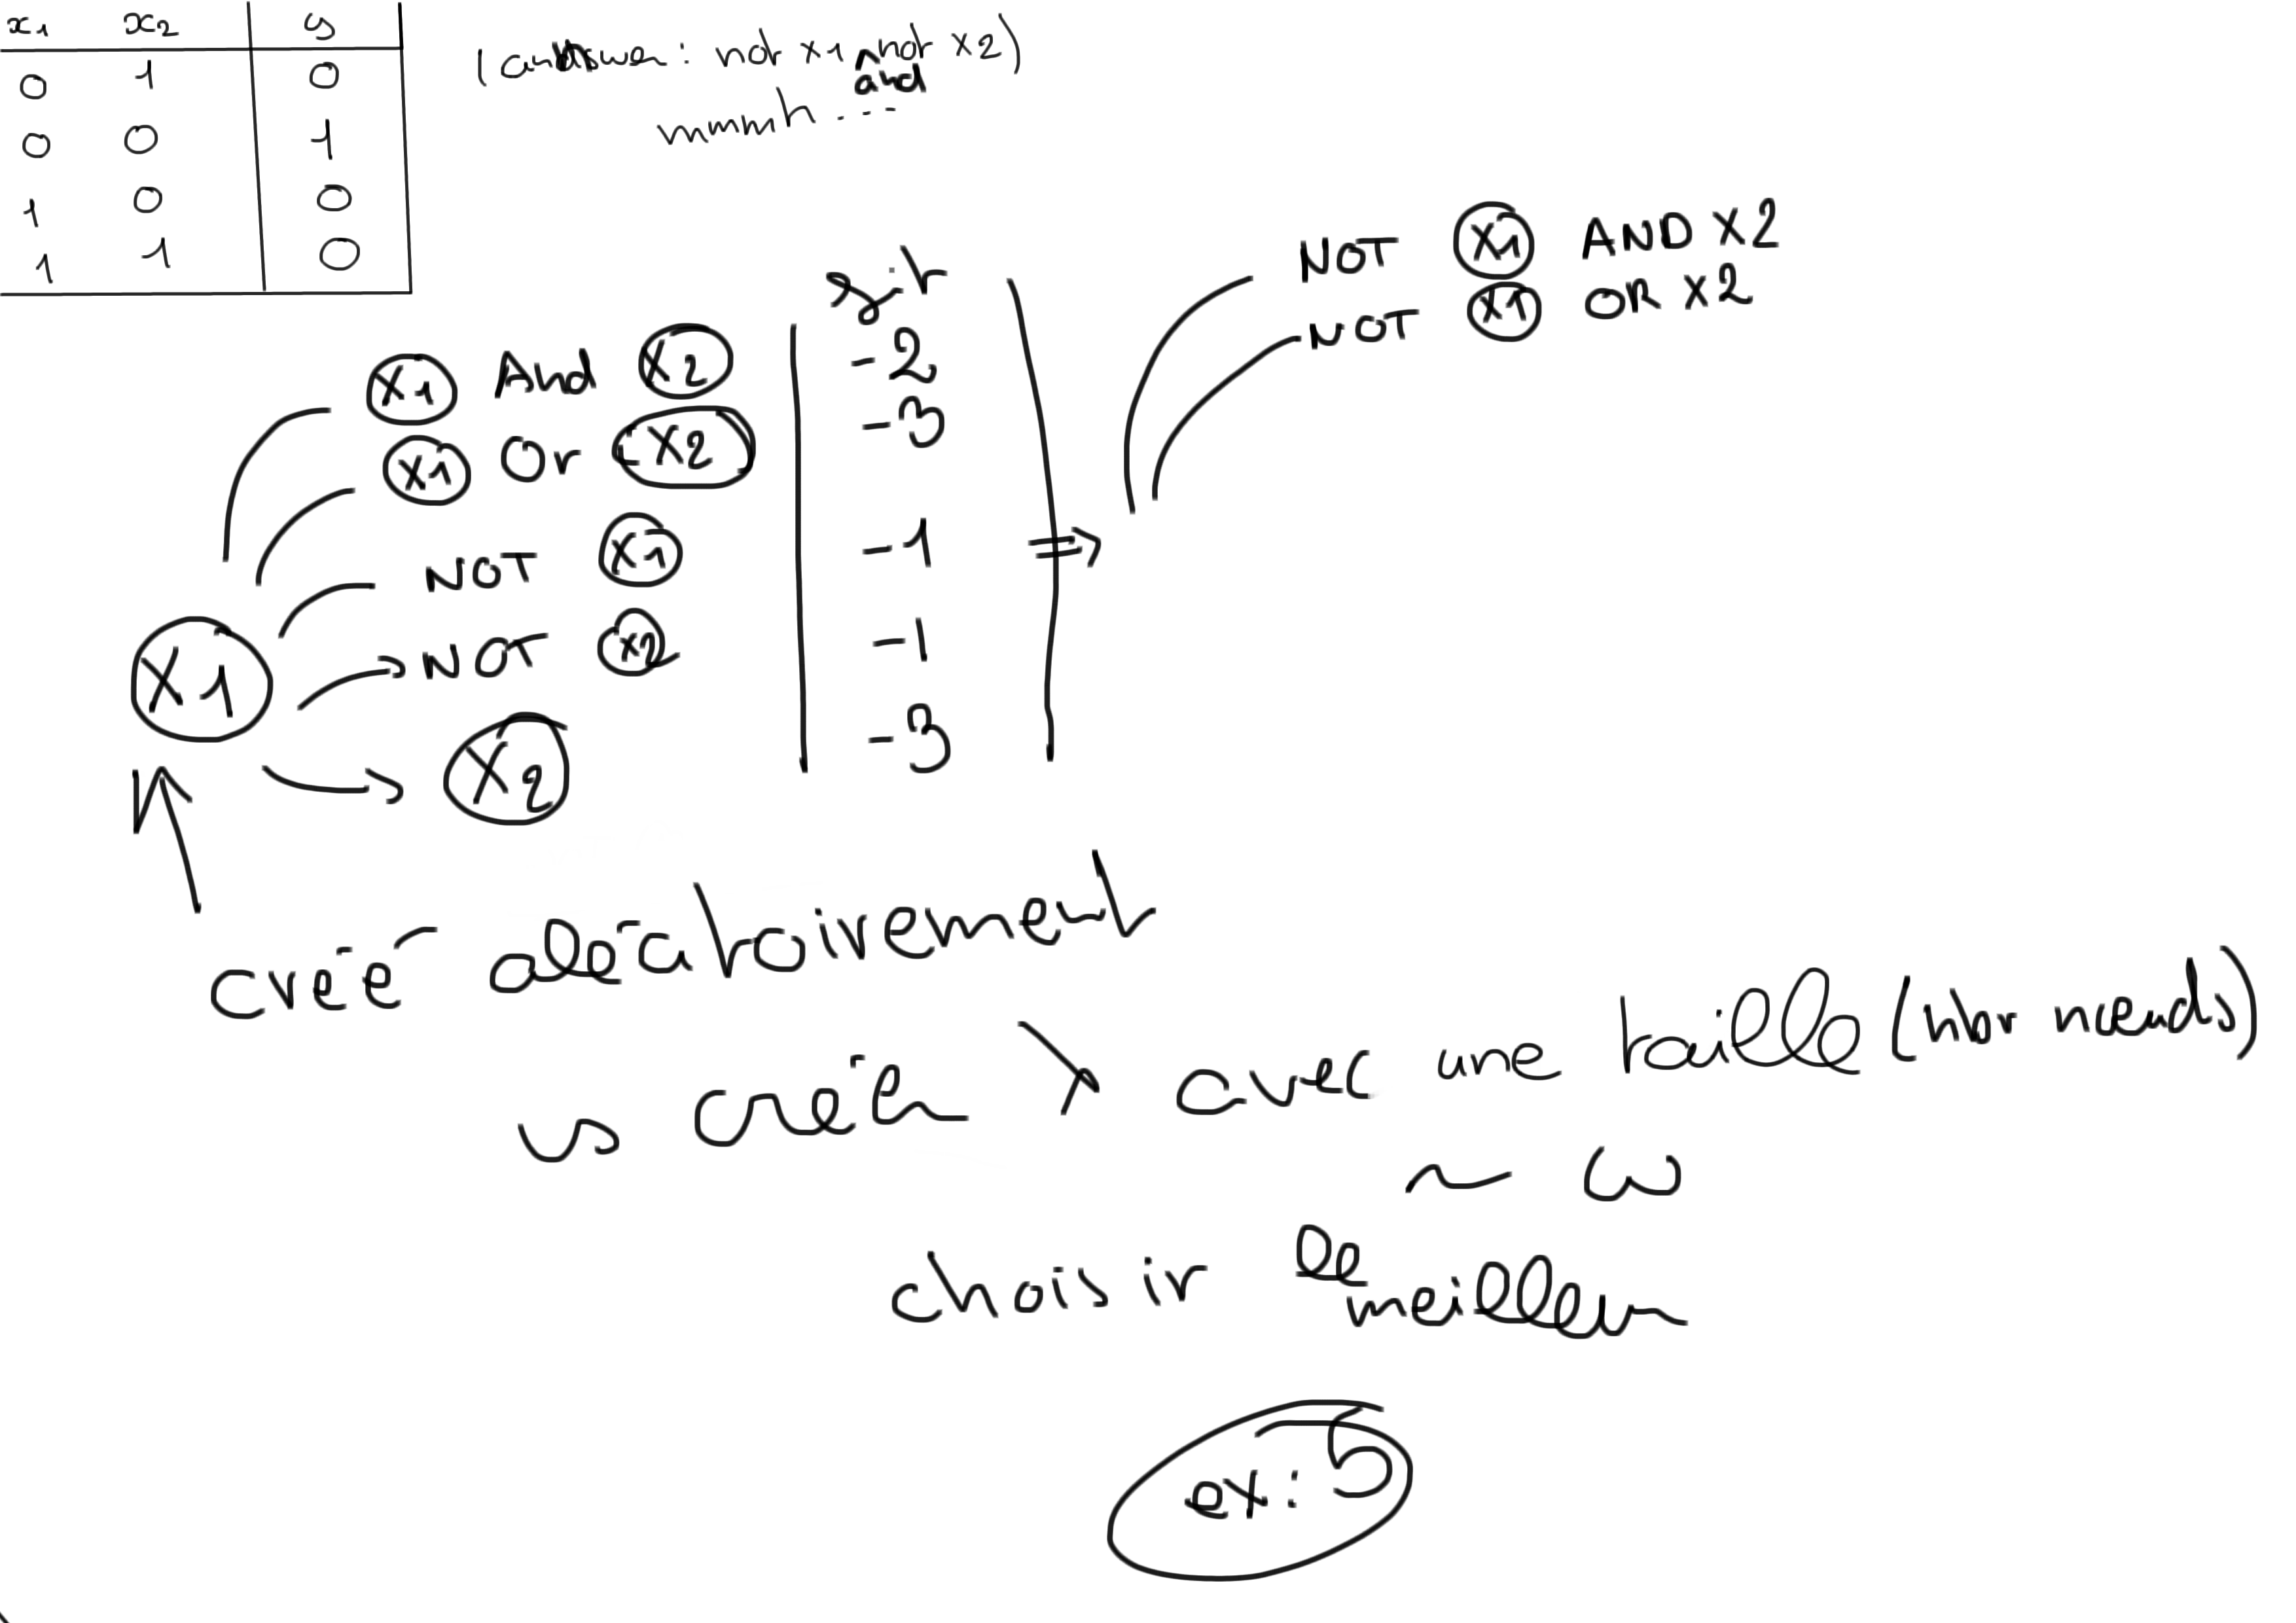 x1 x2 y
0 1 0
0 0 1
1 0 0
1 1 0
(answer: not x1 and not x2)
mmmh...
fit
X1 And X2 -2
X1 Or X2 -3
NOT X1 -1
NOT X2 -1
X1
X2 -3
⇒
NOT X1 AND X2
NOT X1 OR X2
créé aléatoirement
créer λ avec une taille (nbr nœuds)
~ ω
choisir le meilleur
ex: 5